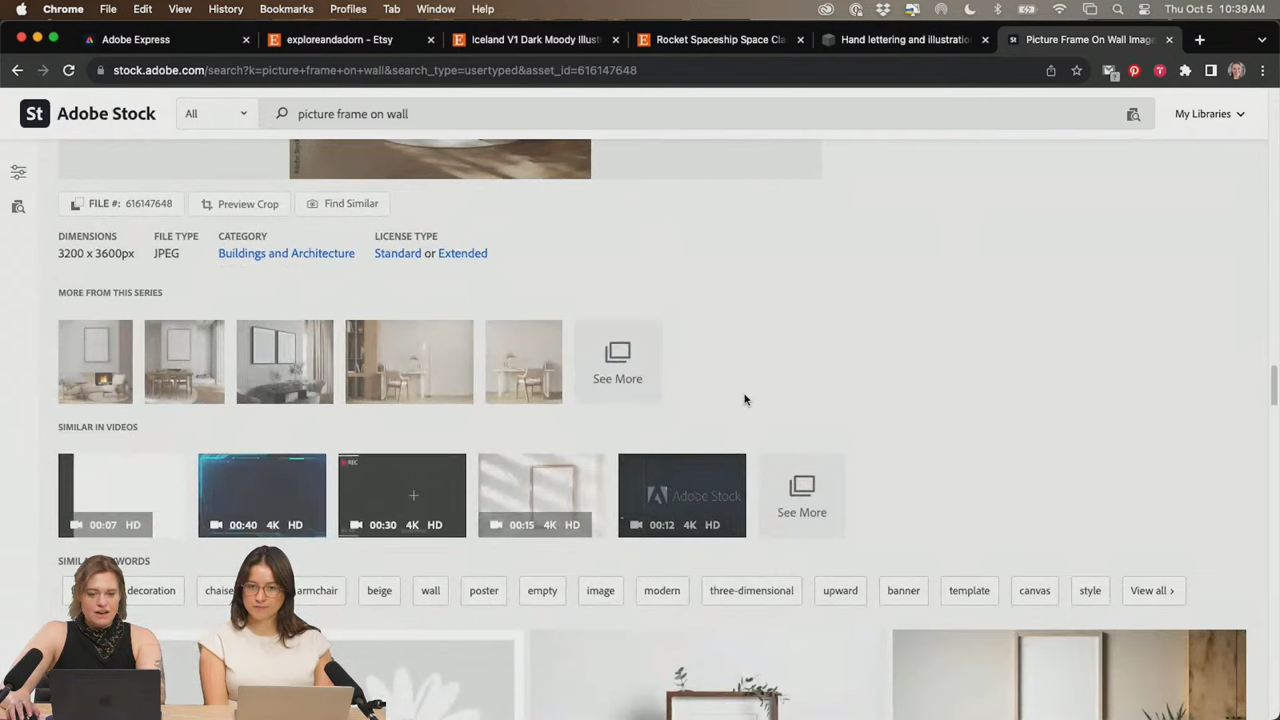 Chrome File Edit View History Bookmarks Profiles Tab Window Help Thu Oct 5 10:39 AM
Adobe Express exploreandadorn - Etsy Iceland V1 Dark Moody Illust Rocket Spaceship Space Cla Hand lettering and illustration Picture Frame On Wall Image
stock.adobe.com/search?k=picture+frame+on+wall&search_type=usertyped&asset_id=616147648
St Adobe Stock All picture frame on wall My Libraries
FILE #: 616147648 Preview Crop Find Similar
DIMENSIONS FILE TYPE CATEGORY LICENSE TYPE
3200 x 3600px JPEG Buildings and Architecture Standard or Extended
MORE FROM THIS SERIES
See More
SIMILAR IN VIDEOS
REC
Adobe Stock
00:07 HD 00:40 4K HD 00:30 4K HD 00:15 4K HD 00:12 4K HD See More
decoration armchair beige wall poster empty image modern three-dimensional upward banner template canvas style View all >